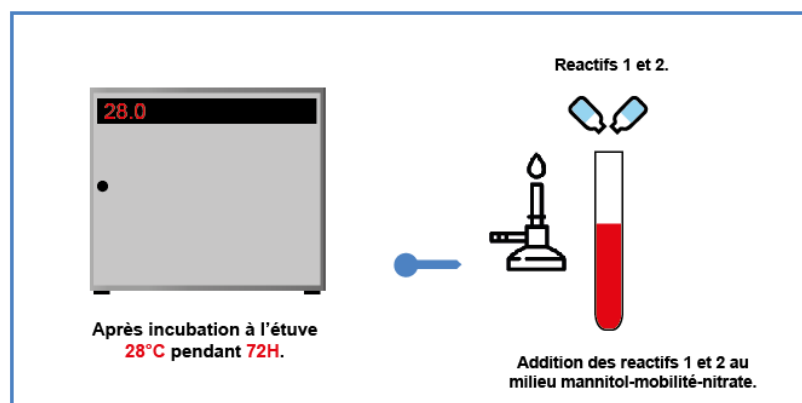 Reactifs 1 et 2.
28.0
Après incubation à l'étuve
28°C pendant 72H.
Addition des reactifs 1 et 2 au
milieu mannitol-mobilité-nitrate.